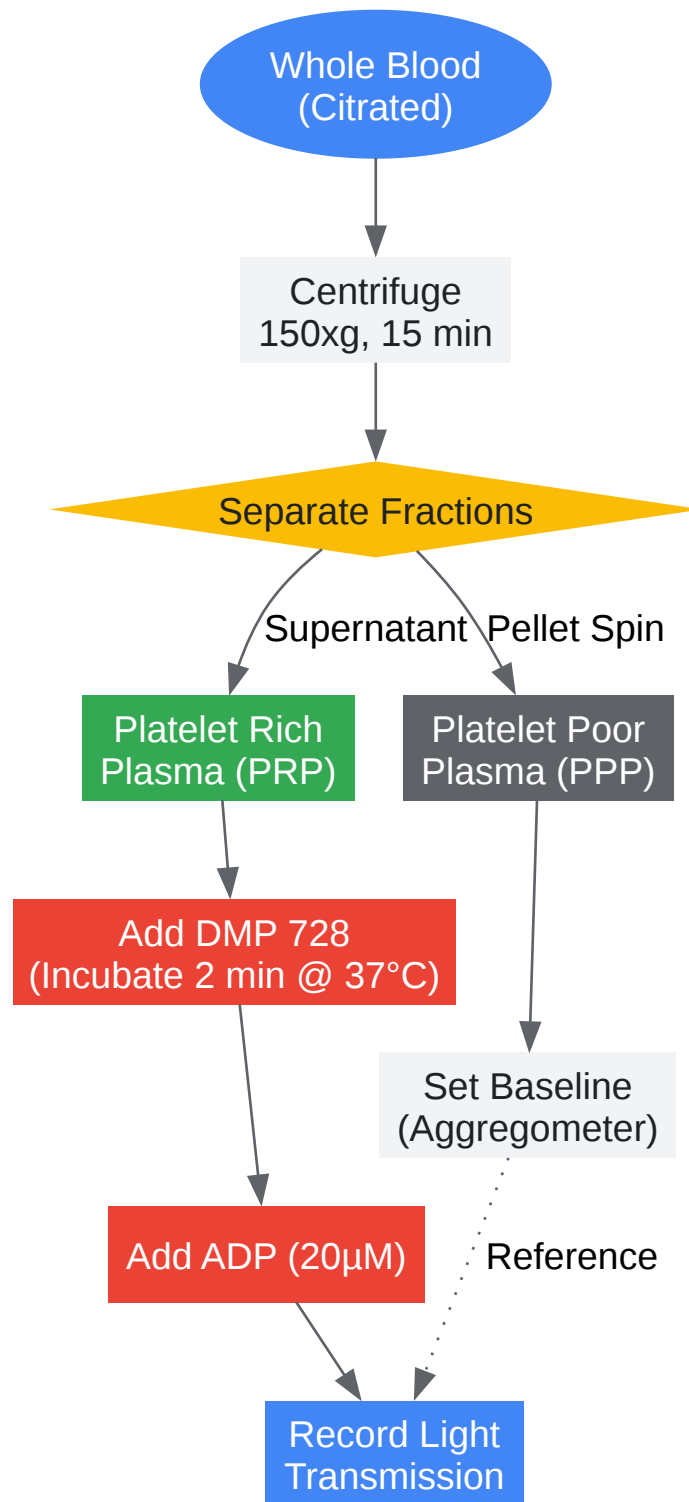 Whole Blood
(Citrated)
Centrifuge
150xg, 15 min
Separate Fractions
Supernatant
Pellet Spin
Platelet Rich
Plasma (PRP)
Platelet Poor
Plasma (PPP)
Add DMP 728
(Incubate 2 min @ 37°C)
Set Baseline
(Aggregometer)
Add ADP (20µM)
Reference
Record Light
Transmission